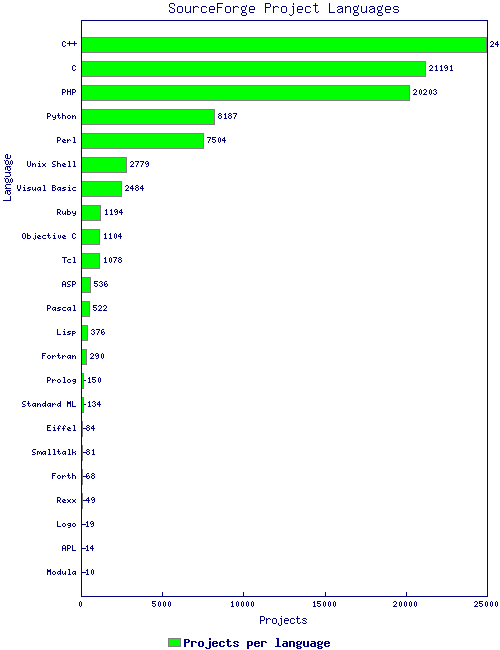 SourceForge Project Languages
Language
C++ 24
C 21191
PHP 20203
Python 8187
Perl 7504
Unix Shell 2779
Visual Basic 2484
Ruby 1194
Objective C 1104
Tcl 1078
ASP 536
Pascal 522
Lisp 376
Fortran 290
Prolog 150
Standard ML 134
Eiffel 84
Smalltalk 81
Forth 68
Rexx 49
Logo 19
APL 14
Modula 10
0 5000 10000 15000 20000 25000
Projects
Projects per language